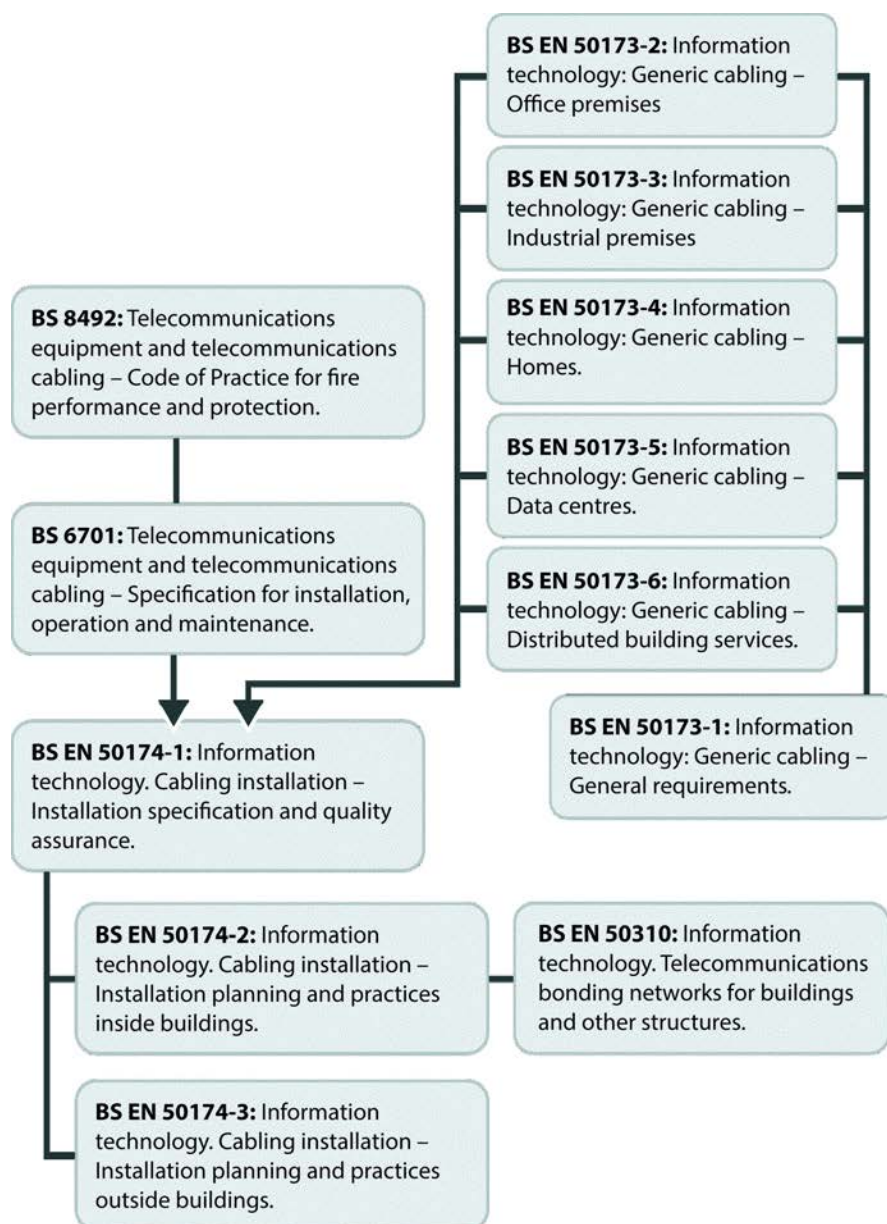 BS EN 50173-2: Information
technology: Generic cabling –
Office premises
BS EN 50173-3: Information
technology: Generic cabling –
Industrial premises
BS EN 50173-4: Information
technology: Generic cabling –
Homes.
BS EN 50173-5: Information
technology: Generic cabling –
Data centres.
BS EN 50173-6: Information
technology: Generic cabling –
Distributed building services.
BS EN 50173-1: Information
technology: Generic cabling –
General requirements.
BS 8492: Telecommunications
equipment and telecommunications
cabling – Code of Practice for fire
performance and protection.
BS 6701: Telecommunications
equipment and telecommunications
cabling – Specification for installation,
operation and maintenance.
BS EN 50174-1: Information
technology. Cabling installation –
Installation specification and quality
assurance.
BS EN 50174-2: Information
technology. Cabling installation –
Installation planning and practices
inside buildings.
BS EN 50310: Information
technology. Telecommunications
bonding networks for buildings
and other structures.
BS EN 50174-3: Information
technology. Cabling installation –
Installation planning and practices
outside buildings.